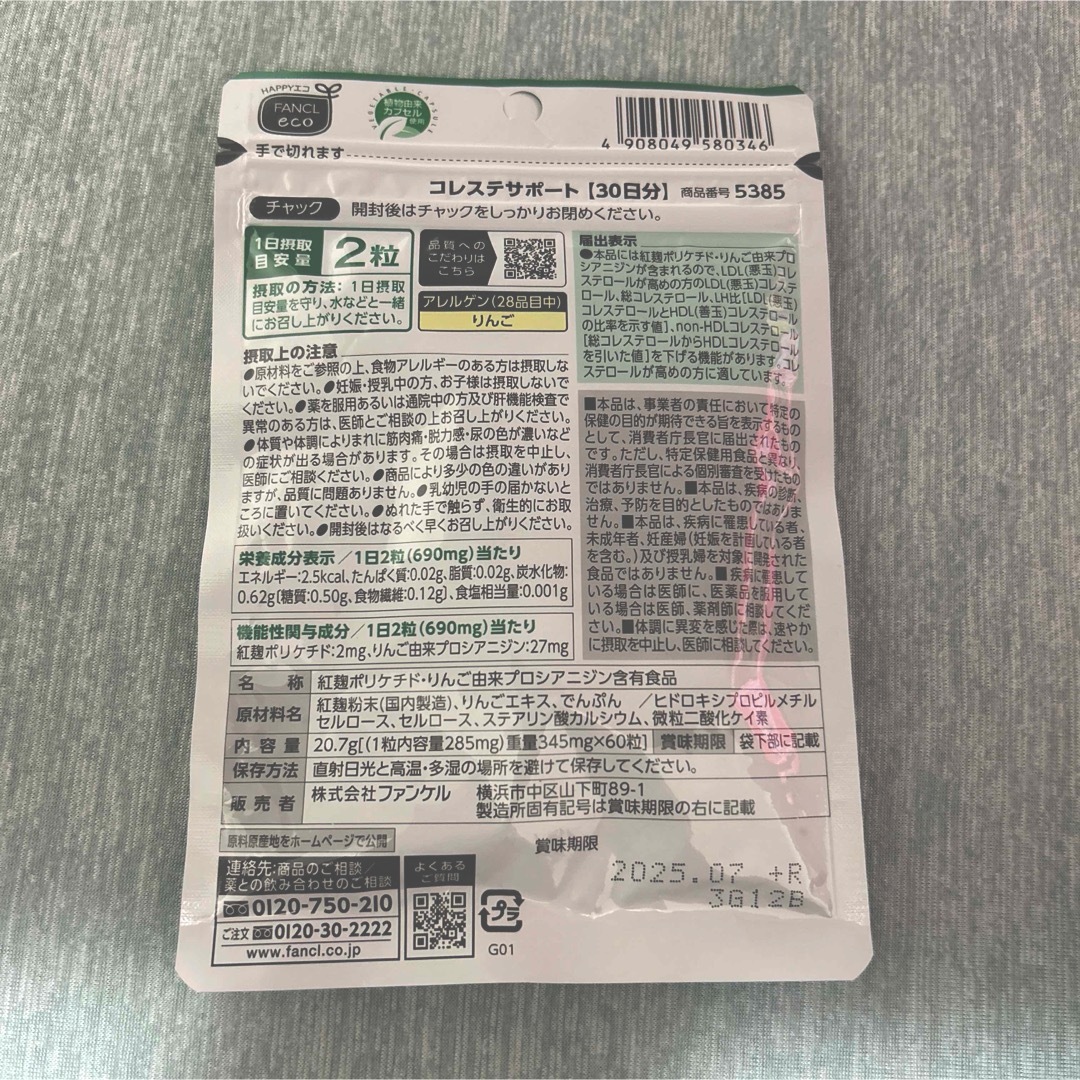 HAPPYエコ
FANCL
eco
VEGETABLE-CAPSULE
植物由来
カプセル
使用
4 908049 580346
手で切れます
コレステサポート【30日分】 商品番号 5385
チャック 開封後はチャックをしっかりお閉めください。
1日摂取
目安量
2粒
摂取の方法:1日摂取
目安量を守り、水などと一緒
にお召し上がりください。
品質への
こだわりは
こちら
アレルゲン(28品目中)
りんご
届出表示
●本品には紅麹ポリケチド・りんご由来プロ
シアニジンが含まれるので、LDL(悪玉)コレ
ステロールが高めの方のLDL(悪玉)コレステ
ロール、総コレステロール、LH比[LDL(悪玉)
コレステロールとHDL(善玉)コレステロール
の比率を示す値]、non-HDLコレステロール
[総コレステロールからHDLコレステロール
を引いた値]を下げる機能があります。コレ
ステロールが高めの方に適しています。
摂取上の注意
●原材料をご参照の上、食物アレルギーのある方は摂取しな
いでください。●妊娠・授乳中の方、お子様は摂取しないで
ください。●薬を服用あるいは通院中の方及び肝機能検査で
異常のある方は、医師とご相談の上お召し上がりください。
●体質や体調によりまれに筋肉痛・脱力感・尿の色が濃いなど
の症状が出る場合があります。その場合は摂取を中止し、
医師にご相談ください。●商品により多少の色の違いがあり
ますが、品質に問題ありません。●乳幼児の手の届かないと
ころに置いてください。●ぬれた手で触らず、衛生的にお取
扱いください。●開封後はなるべく早くお召し上がりください。
■本品は、事業者の責任において特定の
保健の目的が期待できる旨を表示するもの
として、消費者庁長官に届出されたもの
です。ただし、特定保健用食品と異なり、
消費者庁長官による個別審査を受けたもの
ではありません。■本品は、疾病の診断、
治療、予防を目的としたものではありま
せん。■本品は、疾病に罹患している者、
未成年者、妊産婦(妊娠を計画している者
を含む。)及び授乳婦を対象に開発された
食品ではありません。■疾病に罹患して
いる場合は医師に、医薬品を服用して
いる場合は医師、薬剤師に相談してくだ
さい。■体調に異変を感じた際は、速やか
に摂取を中止し、医師に相談してください。
栄養成分表示/1日2粒(690mg)当たり
エネルギー:2.5kcal、たんぱく質:0.02g、脂質:0.02g、炭水化物:
0.62g[糖質:0.50g、食物繊維:0.12g]、食塩相当量:0.001g
機能性関与成分/1日2粒(690mg)当たり
紅麹ポリケチド:2mg、りんご由来プロシアニジン:27mg
名 称 紅麹ポリケチド・りんご由来プロシアニジン含有食品
原材料名 紅麹粉末(国内製造)、りんごエキス、でんぷん /ヒドロキシプロピルメチル
セルロース、セルロース、ステアリン酸カルシウム、微粒二酸化ケイ素
内容量 20.7g[(1粒内容量285mg)重量345mg×60粒] 賞味期限 袋下部に記載
保存方法 直射日光と高温・多湿の場所を避けて保存してください。
販売者 株式会社ファンケル 横浜市中区山下町89-1
製造所固有記号は賞味期限の右に記載
原料原産地をホームページで公開
連絡先:商品のご相談
薬との飲み合わせのご相談
0120-750-210
ご注文 0120-30-2222
www.fancl.co.jp
よくある
ご質問
プラ
G01
賞味期限
2025.07 +R
3G12B